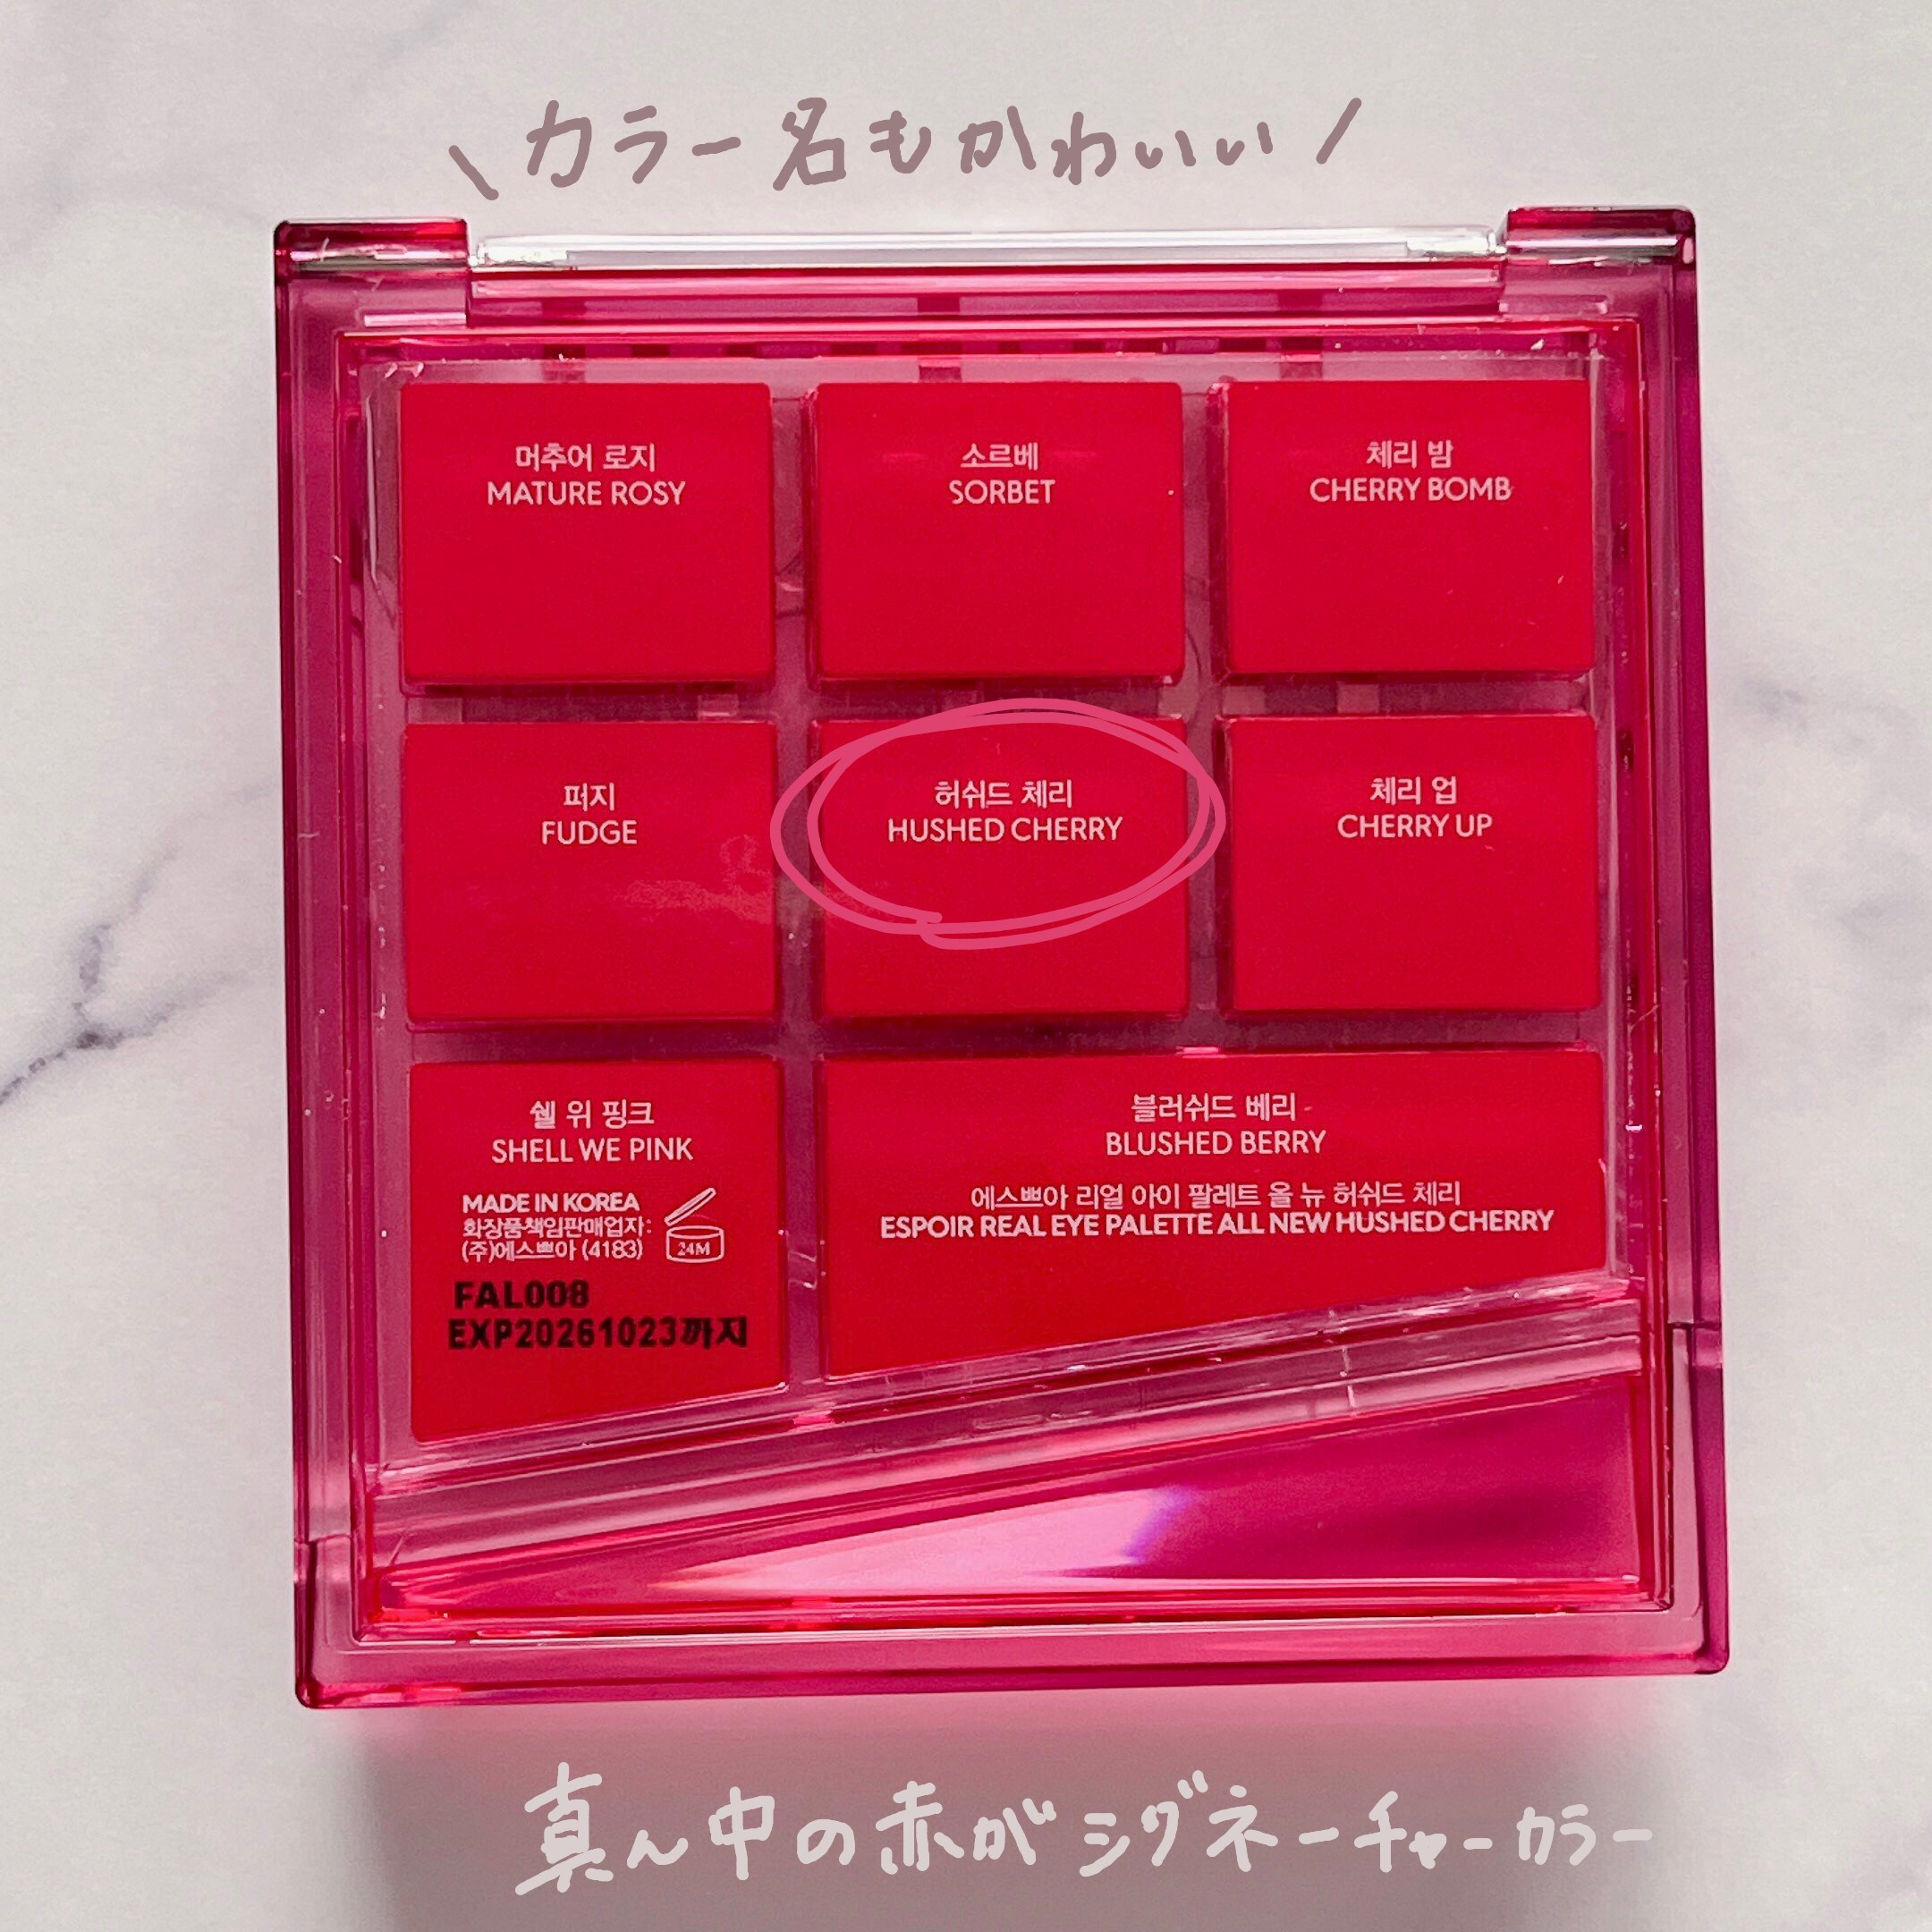 \ カラー名もかわいい /
머추어 로지
MATURE ROSY
소르베
SORBET
체리 밤
CHERRY BOMB
퍼지
FUDGE
허쉬드 체리
HUSHED CHERRY
체리 업
CHERRY UP
쉘 위 핑크
SHELL WE PINK
MADE IN KOREA
화장품책임판매업자:
(주)에스쁘아 (4183)
24M
FAL008
EXP20261023까지
블러쉬드 베리
BLUSHED BERRY
에스쁘아 리얼 아이 팔레트 올 뉴 허쉬드 체리
ESPOIR REAL EYE PALETTE ALL NEW HUSHED CHERRY
真ん中の赤がシグネーチャーカラー